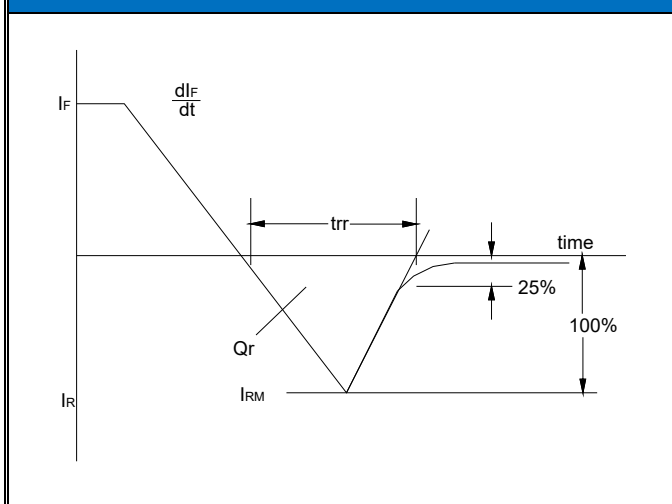 IF
dIF
dt
trr
time
25%
100%
Qr
IRM
IR